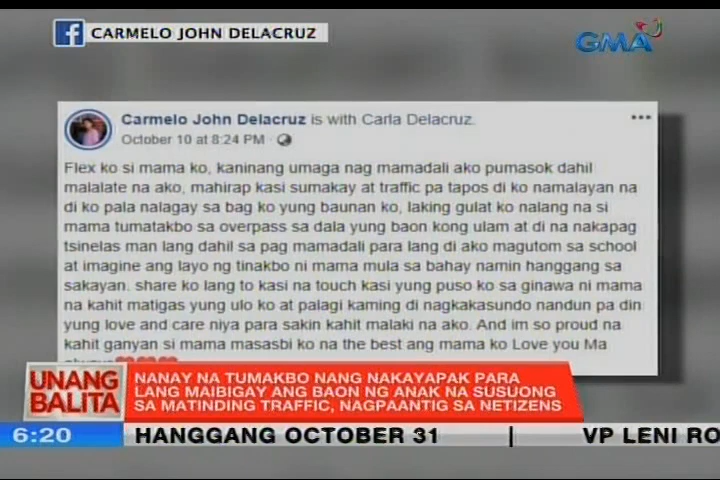 CARMELO JOHN DELACRUZ
GMA
Carmelo John Delacruz is with Carla Delacruz.
October 10 at 8:24 PM
Flex ko si mama ko, kaninang umaga nag mamadali ako pumasok dahil
malalate na ako, mahirap kasi sumakay at traffic pa tapos di ko namalayan na
di ko pala nalagay sa bag ko yung baunan ko, laking gulat ko nalang na si
mama tumatakbo sa overpass sa dala yung baon kong ulam at di na nakapag
tsinelas man lang dahil sa pag mamadali para lang di ako magutom sa school
at imagine ang layo ng tinakbo ni mama mula sa bahay namin hanggang sa
sakayan. share ko lang to kasi na touch kasi yung puso ko sa ginawa ni mama
na kahit matigas yung ulo ko at palagi kaming di nagkakasundo nandun pa din
yung love and care niya para sakin kahit malaki na ako. And im so proud na
kahit ganyan si mama masasbi ko na the best ang mama ko Love you Ma
UNANG
BALITA
NANAY NA TUMAKBO NANG NAKAYAPAK PARA
LANG MAIBIGAY ANG BAON NG ANAK NA SUSUONG
SA MATINDING TRAFFIC, NAGPAANTIG SA NETIZENS
6:20 HANGGANG OCTOBER 31 | VP LENI RO